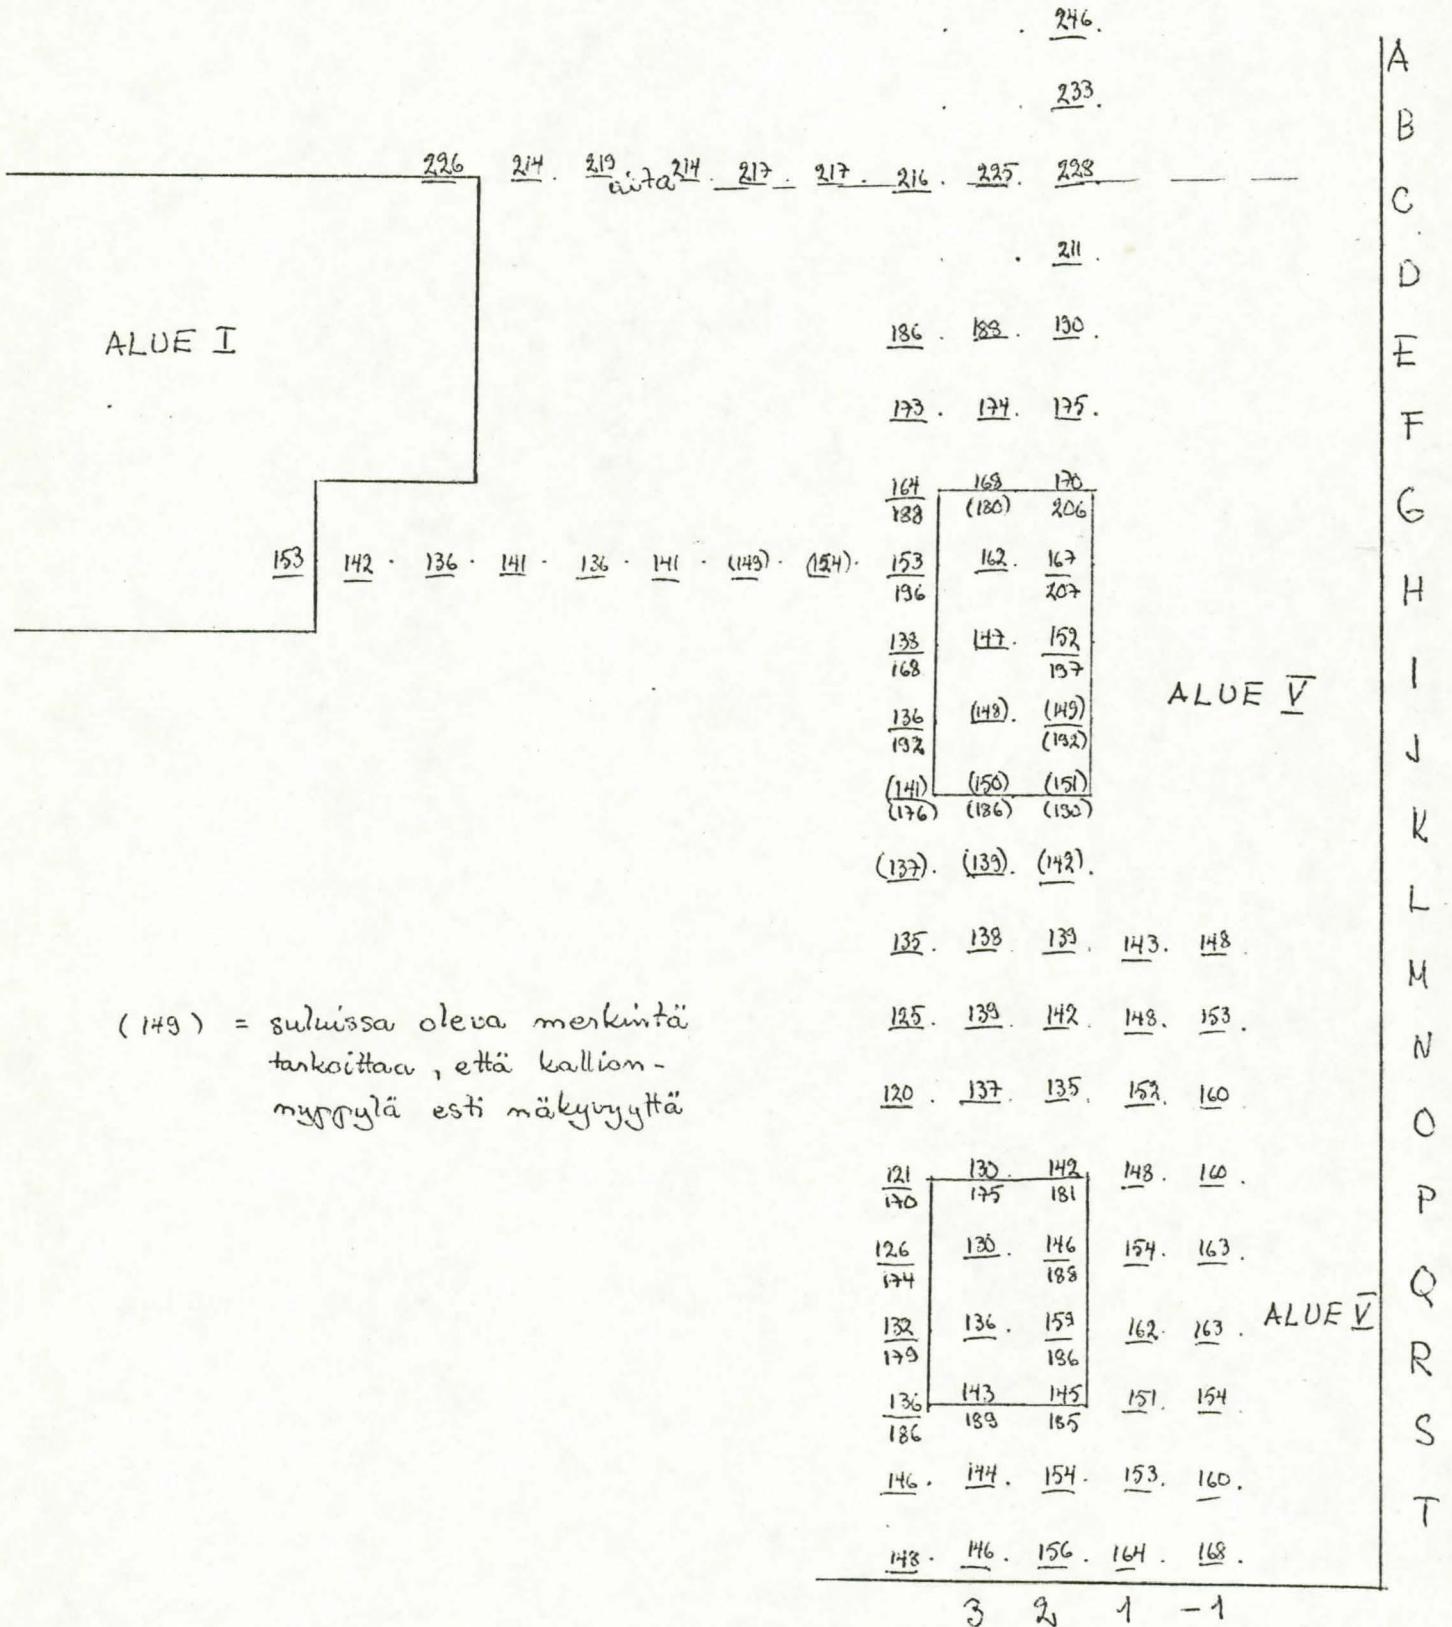 . . 246.
A
. . 233.
B
226 214. 219 aita 214. 217. 217. 216. 225. 228
C
. 211.
D
ALUE I
186. 188. 190.
E
173. 174. 175.
F
164 168 170
188 (180) 206
G
153 142. 136. 141. 136. 141. (149). (154). 153 162. 167
196 207
H
138 147. 152
168 197
I
ALUE V
136 (148). (149)
192 (192)
J
(141) (150) (151)
(176) (186) (190)
K
(137). (139). (142).
L
135. 138 139. 143. 148.
M
(149) = suluissa oleva merkintä
tarkoittaa, että kallion-
nyppylä esti näkyvyyttä
125. 139. 142. 148. 153.
N
120. 137. 135. 152. 160
O
121 130. 142 148. 160.
170 175 181
P
126 130. 146 154. 163.
174 188
Q
ALUE V
132 136. 159 162. 163.
179 186
R
136 143 145 151. 154
186 189 185
S
146. 144. 154. 153. 160.
T
148. 146. 156. 164. 168.
3 2 1 -1